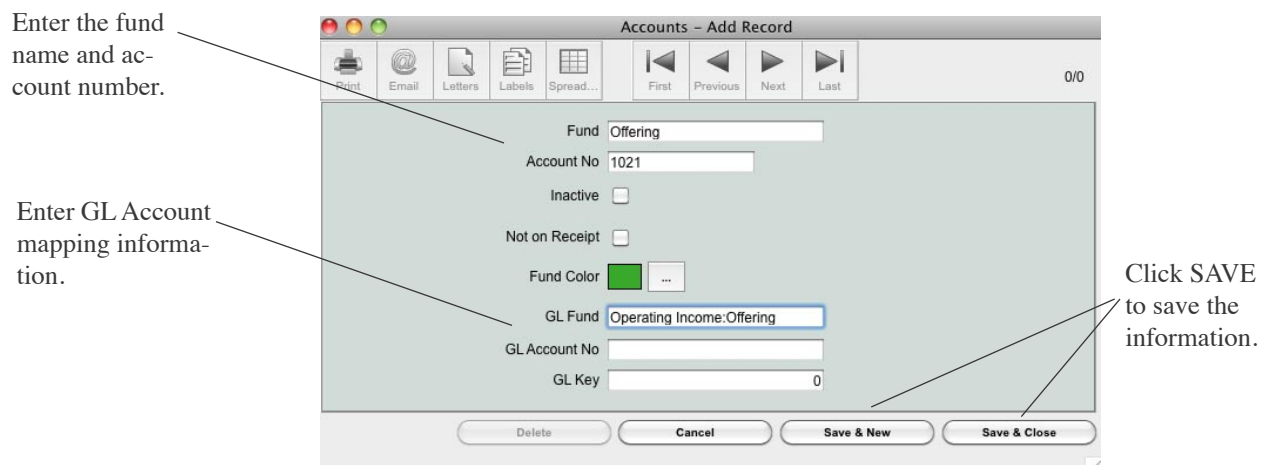 Enter the fund
name and ac-
count number.
Enter GL Account
mapping informa-
tion.
Accounts – Add Record
Print Email Letters Labels Spread... First Previous Next Last 0/0
Fund Offering
Account No 1021
Inactive
Not on Receipt
Fund Color ...
GL Fund Operating Income:Offering
GL Account No
GL Key 0
Delete Cancel Save & New Save & Close
Click SAVE
to save the
information.